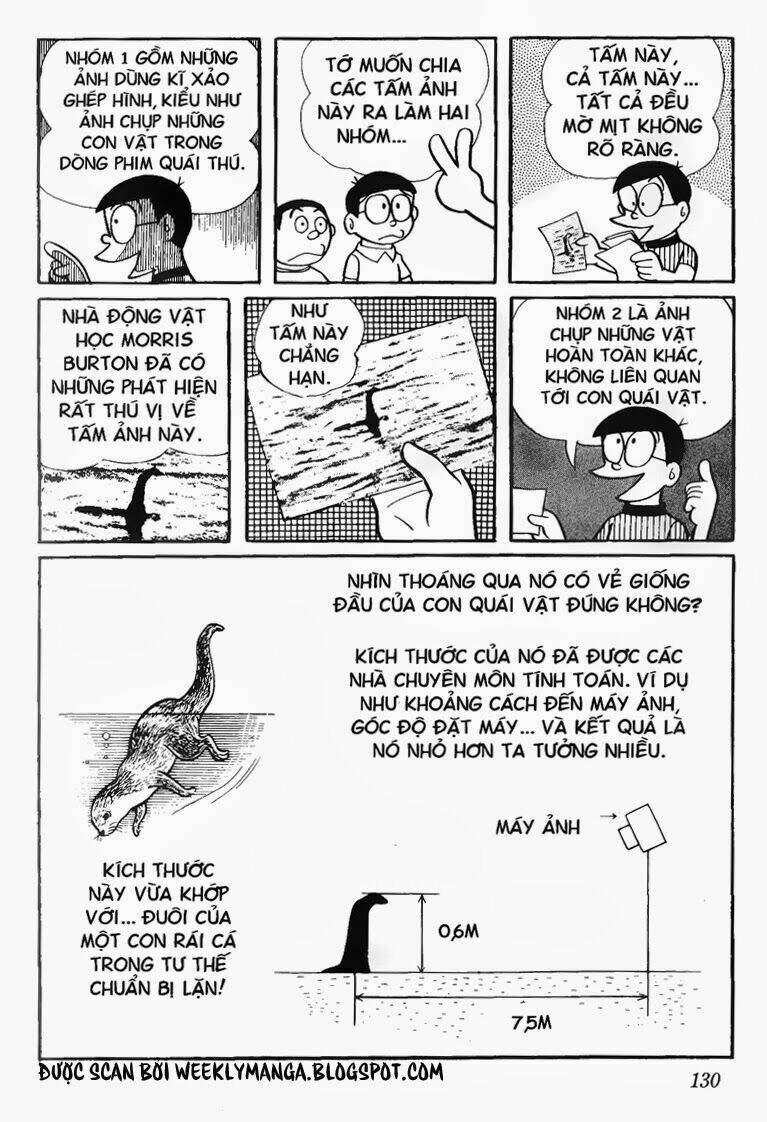 TẤM NÀY,
CẢ TẤM NÀY...
TẤT CẢ ĐỀU
MỜ MỊT KHÔNG
RÕ RÀNG.
TỚ MUỐN CHIA
CÁC TẤM ẢNH
NÀY RA LÀM HAI
NHÓM...
NHÓM 1 GỒM NHỮNG
ẢNH DÙNG KĨ XẢO
GHÉP HÌNH, KIỂU NHƯ
ẢNH CHỤP NHỮNG
CON VẬT TRONG
DÒNG PHIM QUÁI THÚ.
NHÓM 2 LÀ ẢNH
CHỤP NHỮNG VẬT
HOÀN TOÀN KHÁC,
KHÔNG LIÊN QUAN
TỚI CON QUÁI VẬT.
NHƯ
TẤM NÀY
CHẲNG
HẠN.
NHÀ ĐỘNG VẬT
HỌC MORRIS
BURTON ĐÃ CÓ
NHỮNG PHÁT HIỆN
RẤT THÚ VỊ VỀ
TẤM ẢNH NÀY.
NHÌN THOÁNG QUA NÓ CÓ VẺ GIỐNG
ĐẦU CỦA CON QUÁI VẬT ĐÚNG KHÔNG?
KÍCH THƯỚC CỦA NÓ ĐÃ ĐƯỢC CÁC
NHÀ CHUYÊN MÔN TÍNH TOÁN. VÍ DỤ
NHƯ KHOẢNG CÁCH ĐẾN MÁY ẢNH,
GÓC ĐỘ ĐẶT MÁY... VÀ KẾT QUẢ LÀ
NÓ NHỎ HƠN TA TƯỞNG NHIỀU.
MÁY ẢNH
0,6M
7,5M
KÍCH THƯỚC
NÀY VỪA KHỚP
VỚI... ĐUÔI CỦA
MỘT CON RÁI CÁ
TRONG TƯ THẾ
CHUẨN BỊ LẶN!
ĐƯỢC SCAN BỞI WEEKLYMANGA.BLOGSPOT.COM
130